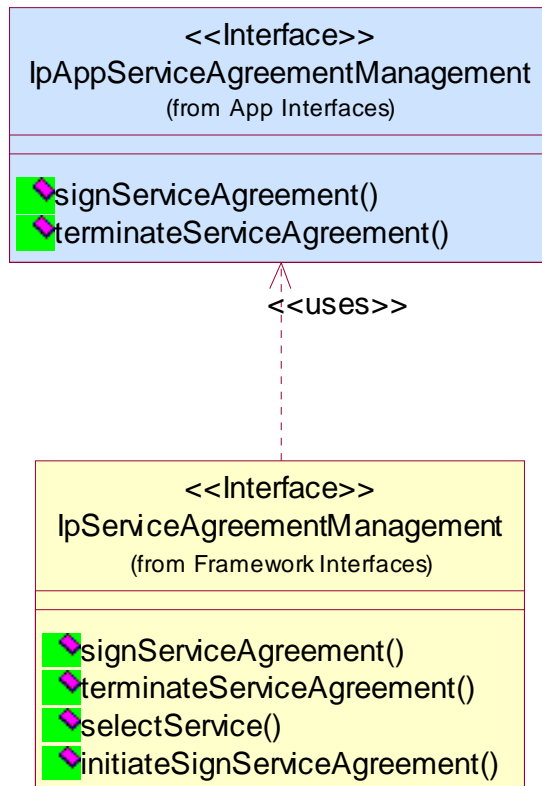 <<Interface>>
IpAppServiceAgreementManagement
(from App Interfaces)
signServiceAgreement()
terminateServiceAgreement()
<<uses>>
<<Interface>>
IpServiceAgreementManagement
(from Framework Interfaces)
signServiceAgreement()
terminateServiceAgreement()
selectService()
initiateSignServiceAgreement()